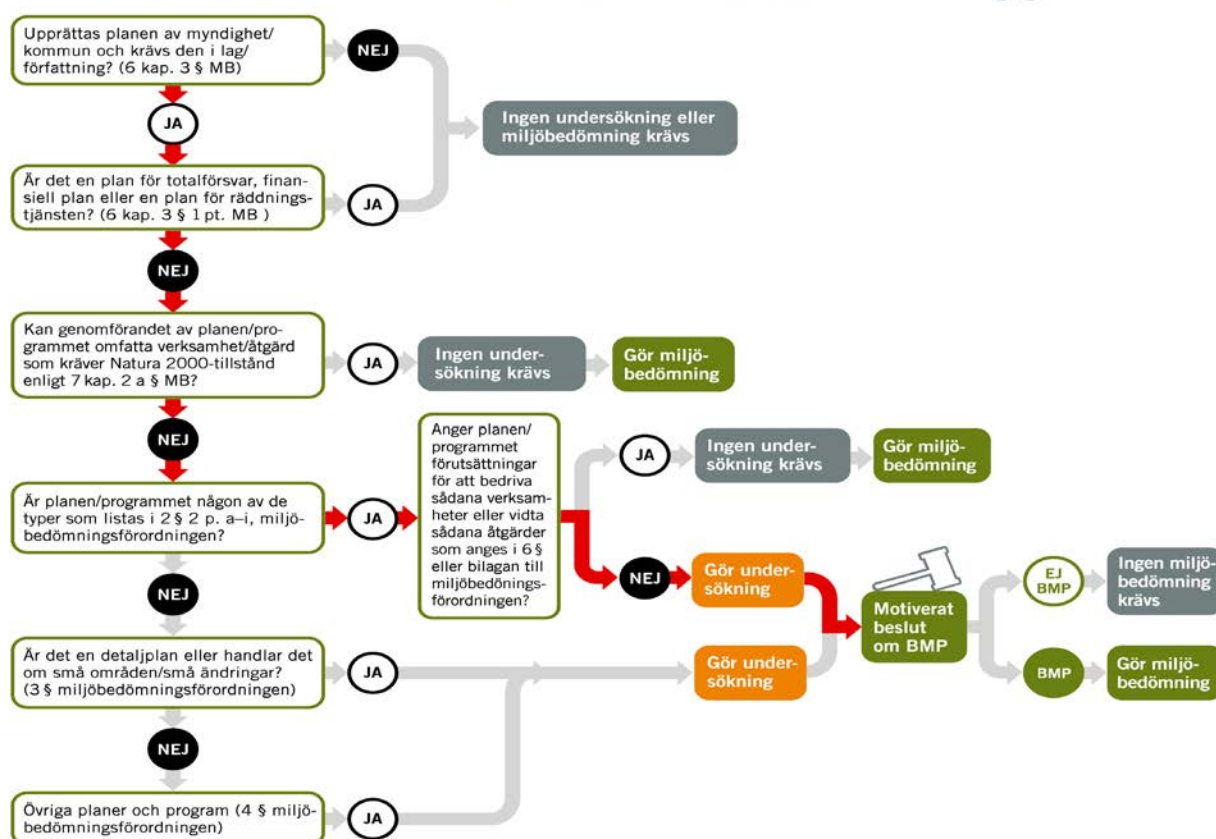 Upprättas planen av myndighet/
kommun och krävs den i lag/
författning? (6 kap. 3 § MB)
NEJ
JA
Ingen undersökning eller
miljöbedömning krävs
Är det en plan för totalförsvar, finan-
siell plan eller en plan för räddnings-
tjänsten? (6 kap. 3 § 1 pt. MB )
JA
NEJ
Kan genomförandet av planen/pro-
grammet omfatta verksamhet/åtgärd
som kräver Natura 2000-tillstånd
enligt 7 kap. 2 a § MB?
JA
Ingen under-
sökning krävs
Gör miljö-
bedömning
NEJ
Är planen/programmet någon av de
typer som listas i 2 § 2 p. a–i, miljö-
bedömningsförordningen?
JA
Anger planen/
programmet
förutsättningar
för att bedriva
sådana verksam-
heter eller vidta
sådana åtgärder
som anges i 6 §
eller bilagan till
miljöbedönings-
förordningen?
JA
Ingen under-
sökning krävs
Gör miljö-
bedömning
NEJ
Gör under-
sökning
Motiverat
beslut
om BMP
EJ
BMP
Ingen miljö-
bedömning
krävs
BMP
Gör miljö-
bedömning
NEJ
Är det en detaljplan eller handlar det
om små områden/små ändringar?
(3 § miljöbedömningsförordningen)
JA
Gör under-
sökning
NEJ
Övriga planer och program (4 § miljö-
bedömningsförordningen)
JA